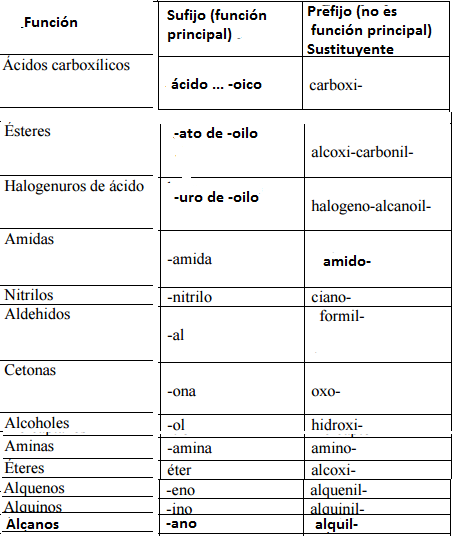 Función Sufijo (función principal) Prefijo (no es función principal) Sustituyente
Ácidos carboxílicos ácido ... -oico carboxi-
Ésteres -ato de -oilo alcoxi-carbonil-
Halogenuros de ácido -uro de -oilo halogeno-alcanoil-
Amidas -amida amido-
Nitrilos -nitrilo ciano-
Aldehidos -al formil-
Cetonas -ona oxo-
Alcoholes -ol hidroxi-
Aminas -amina amino-
Éteres éter alcoxi-
Alquenos -eno alquenil-
Alquinos -ino alquinil-
Alcanos -ano alquil-